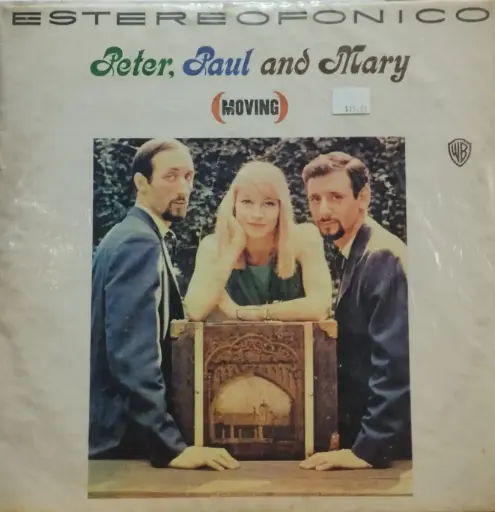 ESTEREOFONICO
Peter, Paul and Mary
(MOVING)
WB